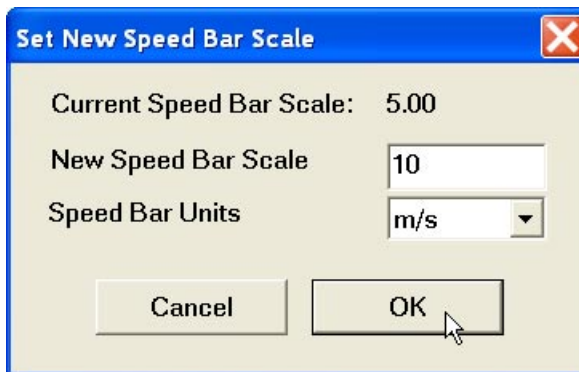 Set New Speed Bar Scale
Current Speed Bar Scale: 5.00
New Speed Bar Scale 10
Speed Bar Units m/s
Cancel OK